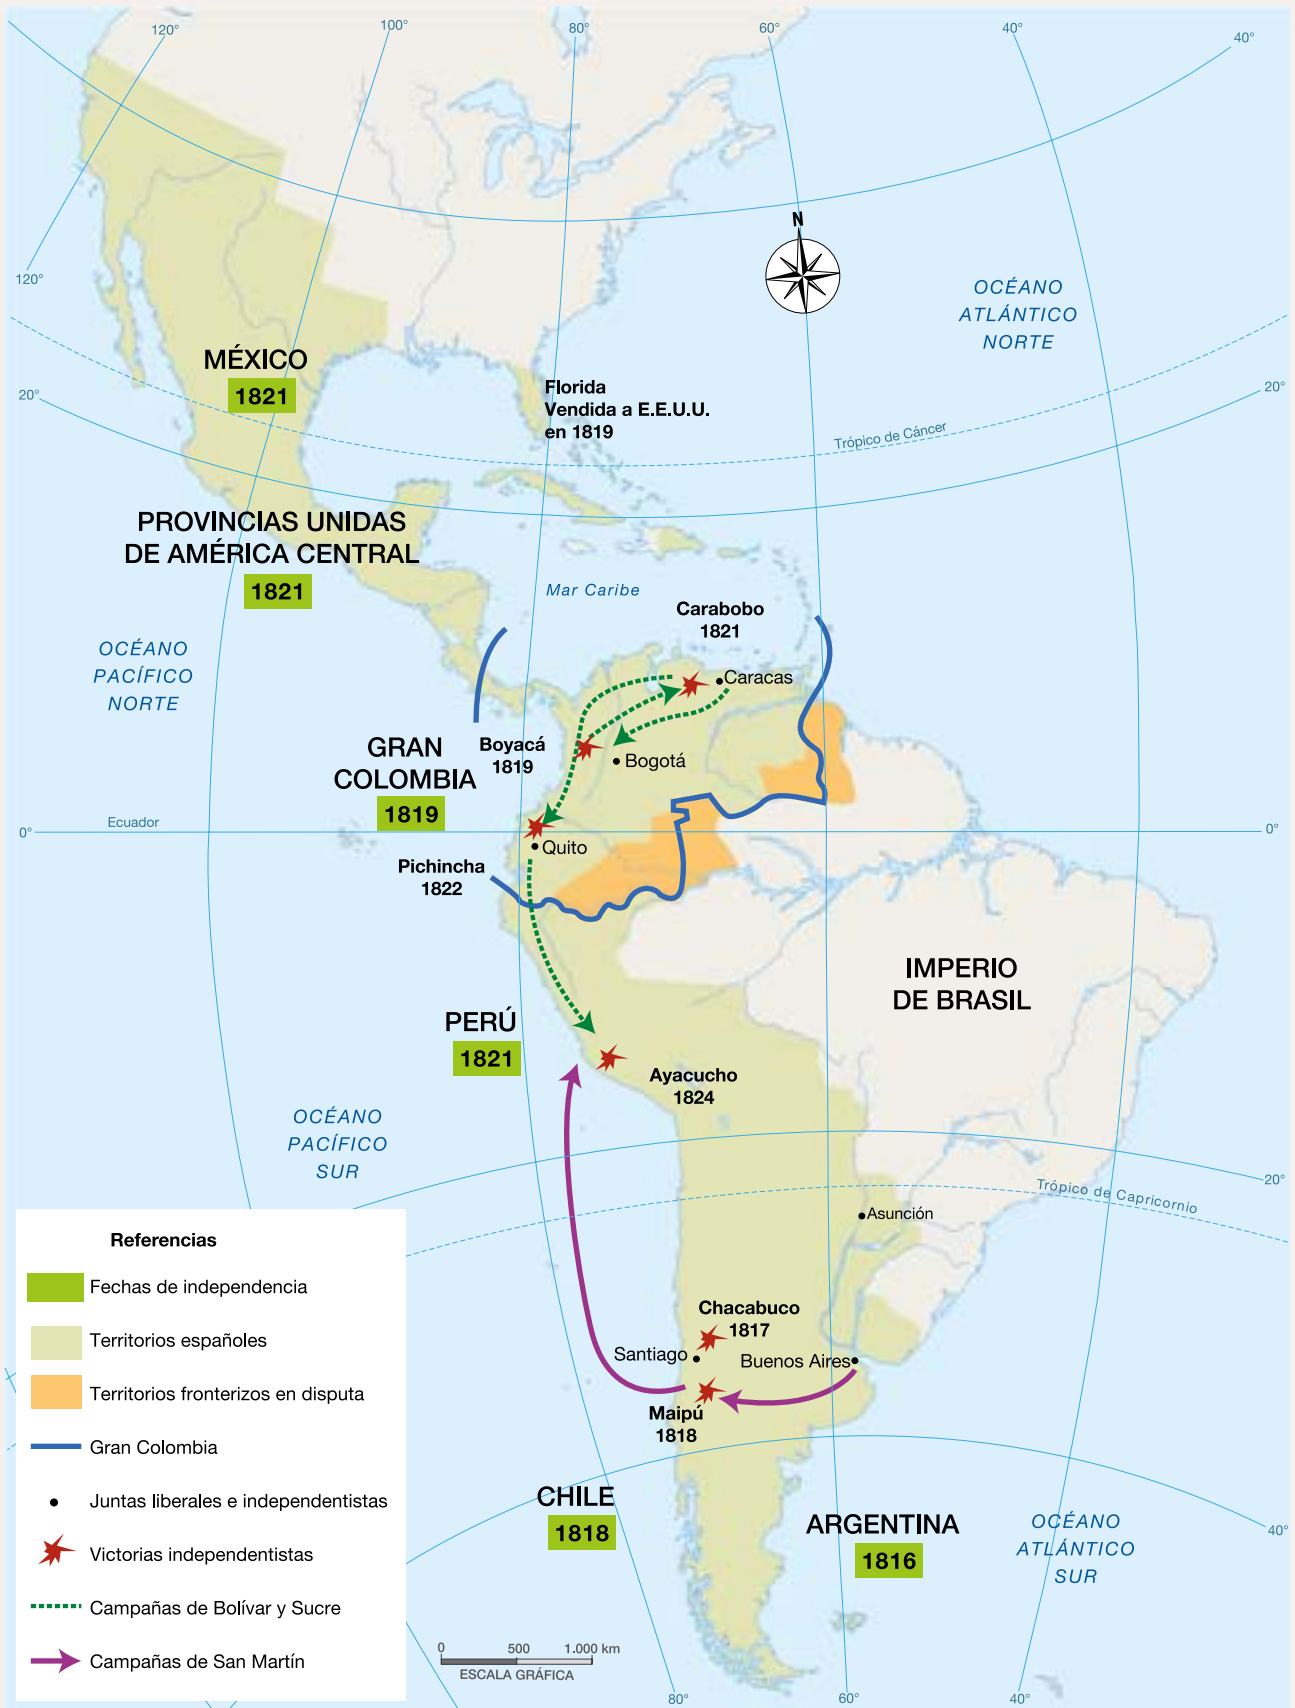 120°
100°
80°
60°
40°
40°
N
120°
OCÉANO
ATLÁNTICO
NORTE
MÉXICO
1821
Florida
Vendida a E.E.U.U.
en 1819
20°
20°
Trópico de Cáncer
PROVINCIAS UNIDAS
DE AMÉRICA CENTRAL
1821
Mar Caribe
Carabobo
1821
OCÉANO
PACÍFICO
NORTE
Caracas
GRAN
COLOMBIA
1819
Boyacá
1819
Bogotá
0°
Ecuador
0°
Quito
Pichincha
1822
IMPERIO
DE BRASIL
PERÚ
1821
Ayacucho
1824
OCÉANO
PACÍFICO
SUR
20°
Trópico de Capricornio
Asunción
Chacabuco
1817
Santiago
Buenos Aires
Maipú
1818
CHILE
1818
ARGENTINA
1816
OCÉANO
ATLÁNTICO
SUR
40°
Referencias
Fechas de independencia
Territorios españoles
Territorios fronterizos en disputa
Gran Colombia
Juntas liberales e independentistas
Victorias independentistas
Campañas de Bolívar y Sucre
Campañas de San Martín
0 500 1.000 km
ESCALA GRÁFICA
80°
60°
40°